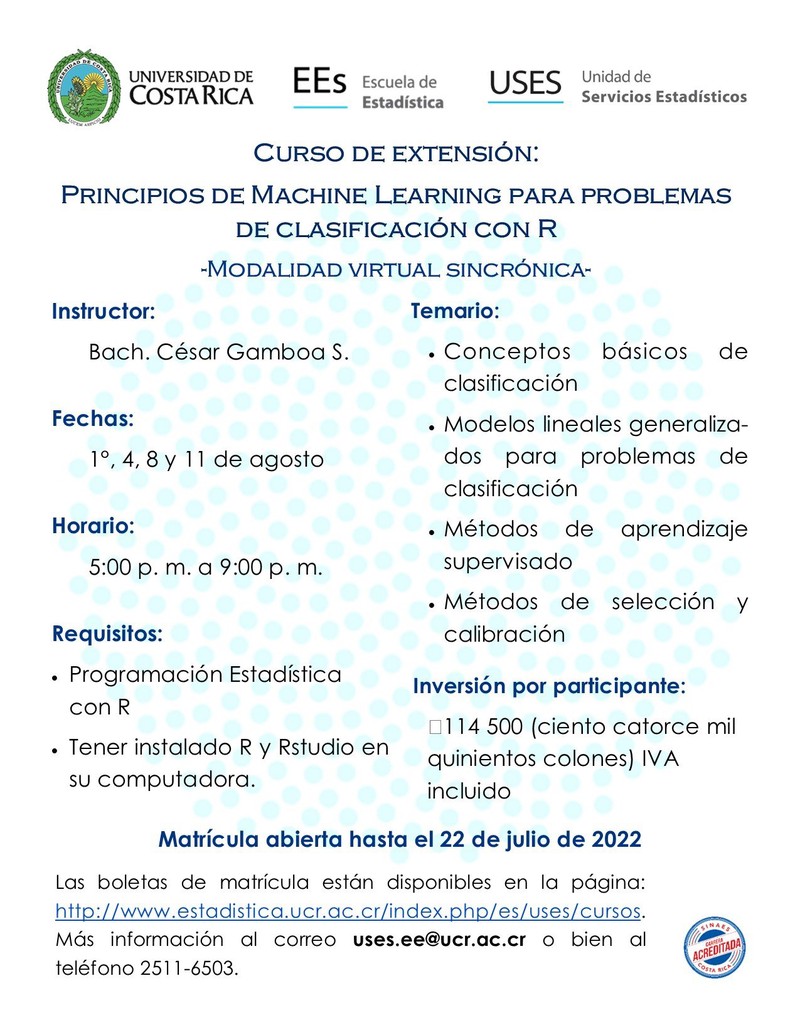 UNIVERSIDAD DE
COSTA RICA
EEs
Escuela de
Estadística
USES
Unidad de
Servicios Estadísticos
CURSO DE EXTENSIÓN:
PRINCIPIOS DE MACHINE LEARNING PARA PROBLEMAS
DE CLASIFICACIÓN CON R
-MODALIDAD VIRTUAL SINCRÓNICA-
Instructor:
Bach. César Gamboa S.
Fechas:
1°, 4, 8 y 11 de agosto
Horario:
5:00 p. m. a 9:00 p. m.
Requisitos:
• Programación Estadística
con R
• Tener instalado R y Rstudio en
su computadora.
Temario:
• Conceptos básicos de
clasificación
• Modelos lineales generaliza-
dos para problemas de
clasificación
• Métodos de aprendizaje
supervisado
• Métodos de selección y
calibración
Inversión por participante:
□114 500 (ciento catorce mil
quinientos colones) IVA
incluido
Matrícula abierta hasta el 22 de julio de 2022
Las boletas de matrícula están disponibles en la página:
http://www.estadistica.ucr.ac.cr/index.php/es/uses/cursos.
Más información al correo uses.ee@ucr.ac.cr o bien al
teléfono 2511-6503.
SINAES
CARRERA
ACREDITADA
COSTA RICA